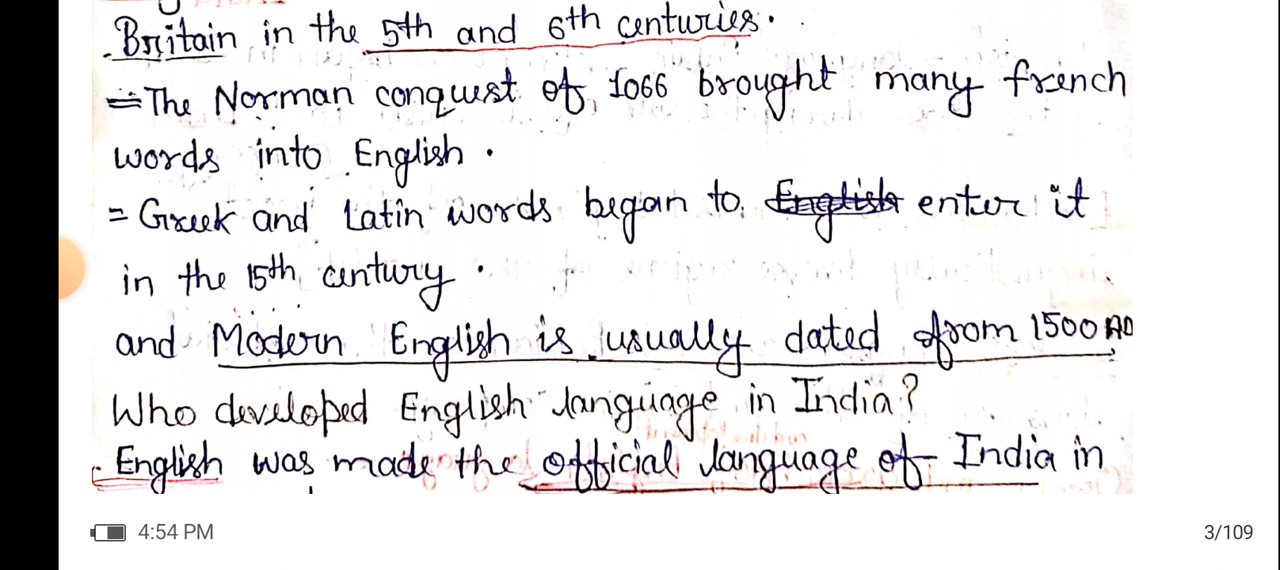 Britain in the 5th and 6th centuries.
= The Norman conquest of 1066 brought many french
words into English.
= Greek and Latin words began to English enter it
in the 15th century.
and Modern English is usually dated from 1500 AD
Who developed English language in India?
. English was made the official language of India in
4:54 PM 3/109